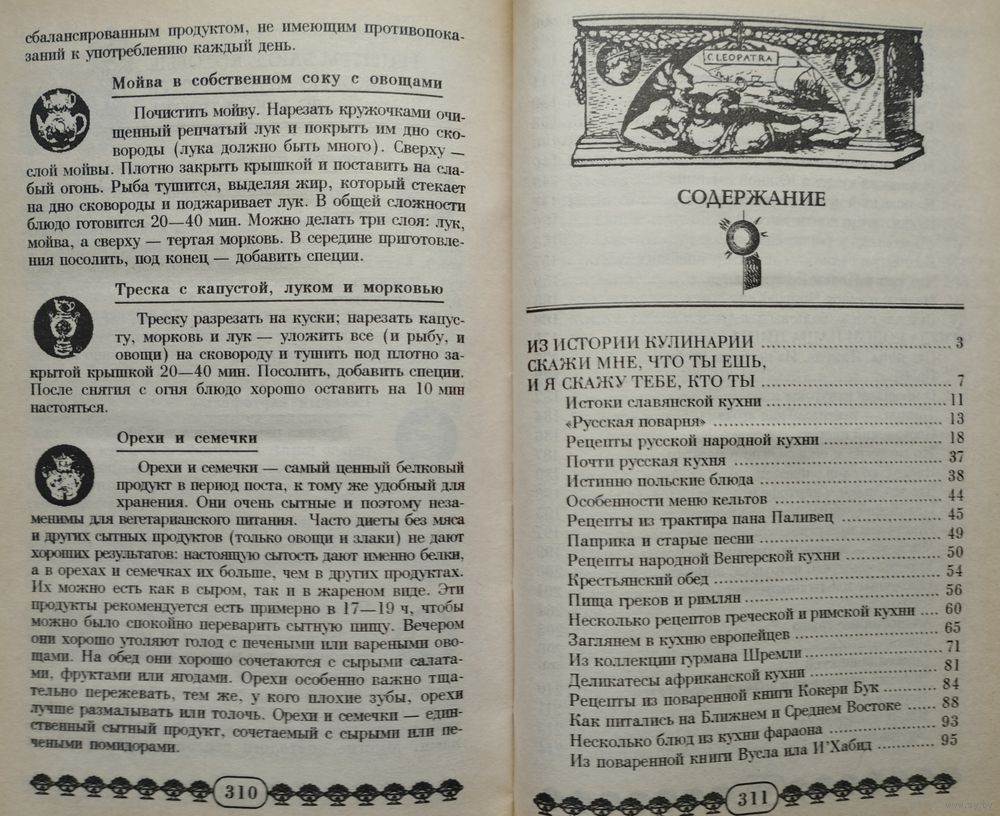 сбалансированным продуктом, не имеющим противопока-
заний к употреблению каждый день.
Мойва в собственном соку с овощами
Почистить мойву. Нарезать кружочками очи-
щенный репчатый лук и покрыть им дно ско-
вороды (лука должно быть много). Сверху —
слой мойвы. Плотно закрыть крышкой и поставить на сла-
бый огонь. Рыба тушится, выделяя жир, который стекает
на дно сковороды и поджаривает лук. В общей сложности
блюдо готовится 20—40 мин. Можно делать три слоя: лук,
мойва, а сверху — тертая морковь. В середине приготовле-
ния посолить, под конец — добавить специи.
Треска с капустой, луком и морковью
Треску разрезать на куски; нарезать капус-
ту, морковь и лук — уложить все (и рыбу, и
овощи) на сковороду и тушить под плотно за-
крытой крышкой 20—40 мин. Посолить, добавить специи.
После снятия с огня блюдо хорошо оставить на 10 мин
настояться.
Орехи и семечки
Орехи и семечки — самый ценный белковый
продукт в период поста, к тому же удобный для
хранения. Они очень сытные и поэтому неза-
менимы для вегетарианского питания. Часто диеты без мяса
и других сытных продуктов (только овощи и злаки) не дают
хороших результатов: настоящую сытость дают именно белки,
а в орехах и семечках их больше, чем в других продуктах.
Их можно есть как в сыром, так и в жареном виде. Эти
продукты рекомендуется есть примерно в 17—19 ч, чтобы
можно было спокойно переварить сытную пищу. Вечером
они хорошо утоляют голод с печеными или вареными ово-
щами. На обед они хорошо сочетаются с сырыми салата-
ми, фруктами или ягодами. Орехи особенно важно тща-
тельно пережевать, тем же, у кого плохие зубы, орехи
лучше размалывать или толочь. Орехи и семечки — един-
ственный сытный продукт, сочетаемый с сырыми или пе-
чеными помидорами.
310
CLEOPATRA
СОДЕРЖАНИЕ
ИЗ ИСТОРИИ КУЛИНАРИИ ..... 3
СКАЖИ МНЕ, ЧТО ТЫ ЕШЬ,
И Я СКАЖУ ТЕБЕ, КТО ТЫ ..... 7
Истоки славянской кухни ..... 11
«Русская поварня» ..... 13
Рецепты русской народной кухни ..... 18
Почти русская кухня ..... 37
Истинно польские блюда ..... 38
Особенности меню кельтов ..... 44
Рецепты из трактира пана Паливец ..... 45
Паприка и старые песни ..... 49
Рецепты народной Венгерской кухни ..... 50
Крестьянский обед ..... 54
Пища греков и римлян ..... 56
Несколько рецептов греческой и римской кухни .... 60
Заглянем в кухню европейцев ..... 65
Из коллекции гурмана Шремли ..... 71
Деликатесы африканской кухни ..... 81
Рецепты из поваренной книги Кокери Бук ..... 84
Как питались на Ближнем и Среднем Востоке ..... 88
Несколько блюд из кухни фараона ..... 93
Из поваренной книги Вусла ила И'Хабид ..... 95
311